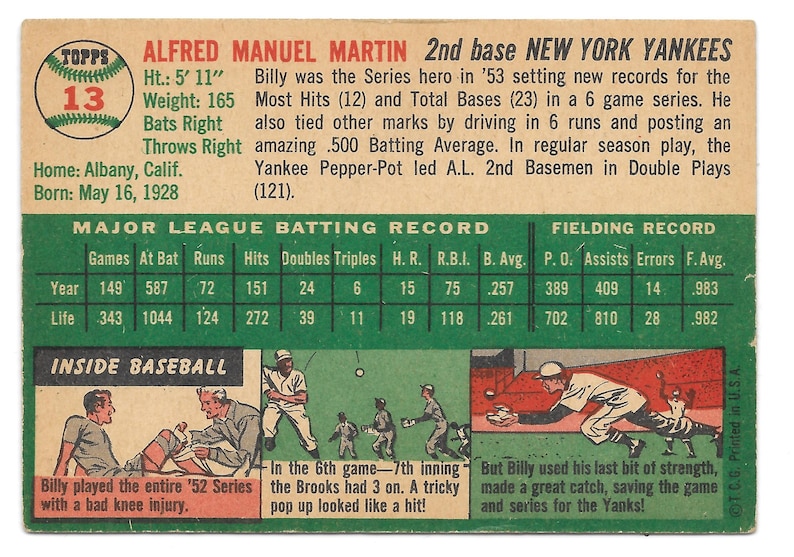 TOPPS
13
ALFRED MANUEL MARTIN 2nd base NEW YORK YANKEES
Ht.: 5' 11"
Weight: 165
Bats Right
Throws Right
Home: Albany, Calif.
Born: May 16, 1928
Billy was the Series hero in '53 setting new records for the
Most Hits (12) and Total Bases (23) in a 6 game series. He
also tied other marks by driving in 6 runs and posting an
amazing .500 Batting Average. In regular season play, the
Yankee Pepper-Pot led A.L. 2nd Basemen in Double Plays
(121).
MAJOR LEAGUE BATTING RECORD FIELDING RECORD
Games At Bat Runs Hits Doubles Triples H. R. R.B.I. B. Avg. P. O. Assists Errors F. Avg.
Year 149 587 72 151 24 6 15 75 .257 389 409 14 .983
Life 343 1044 124 272 39 11 19 118 .261 702 810 28 .982
INSIDE BASEBALL
Billy played the entire '52 Series
with a bad knee injury.
In the 6th game—7th inning
the Brooks had 3 on. A tricky
pop up looked like a hit!
But Billy used his last bit of strength,
made a great catch, saving the game
and series for the Yanks!
© T.C.G. Printed in U.S.A.